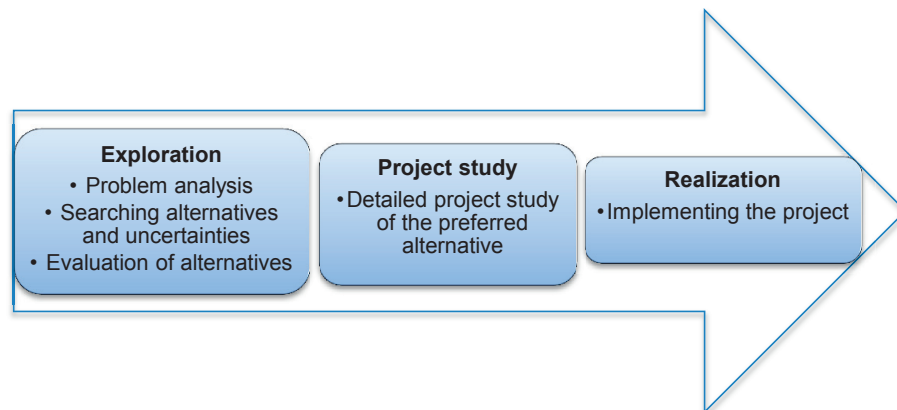 Exploration
• Problem analysis
• Searching alternatives
and uncertainties
• Evaluation of alternatives
Project study
• Detailed project study
of the preferred
alternative
Realization
• Implementing the project